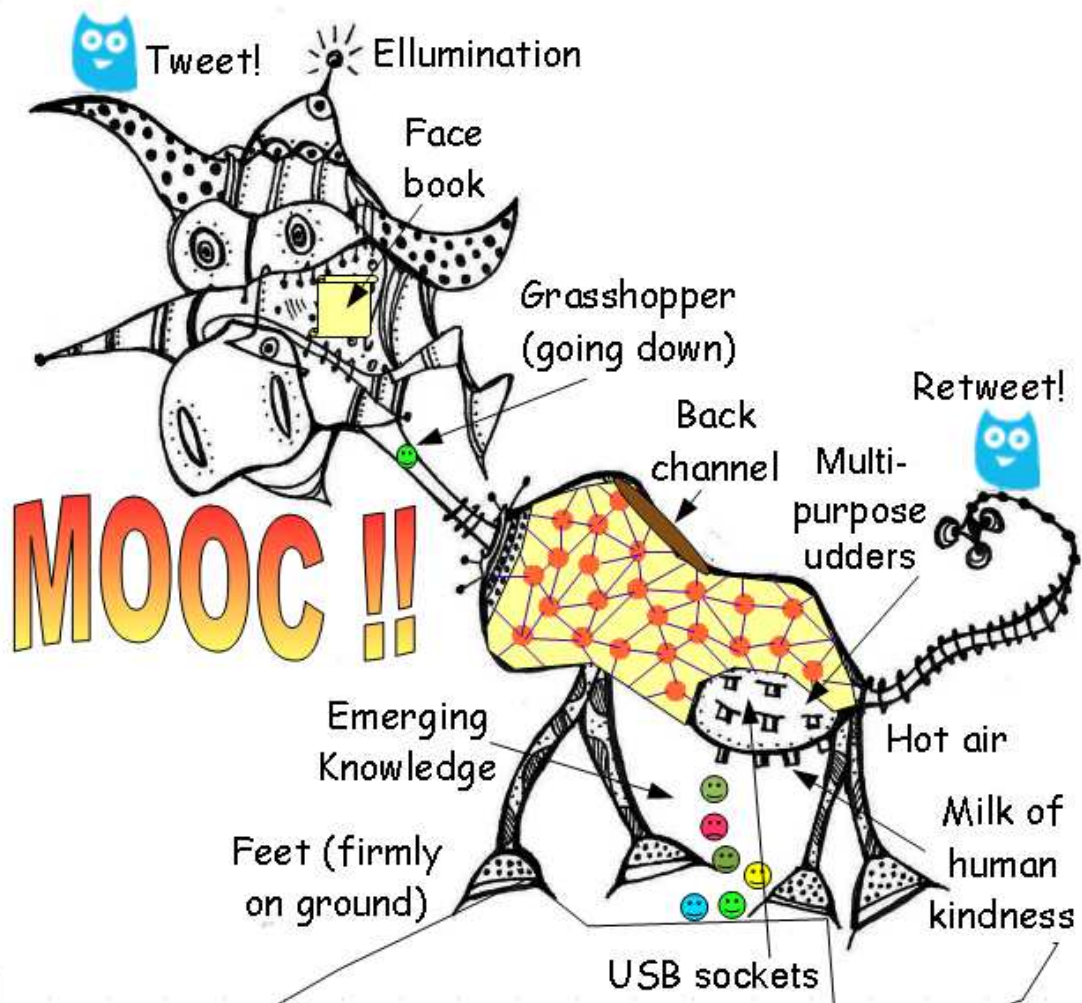 Tweet!
Ellumination
Face
book
Grasshopper
(going down)
Retweet!
Back
channel
Multi-
purpose
udders
MOOC !!
Emerging
Knowledge
Hot air
Feet (firmly
on ground)
Milk of
human
kindness
USB sockets